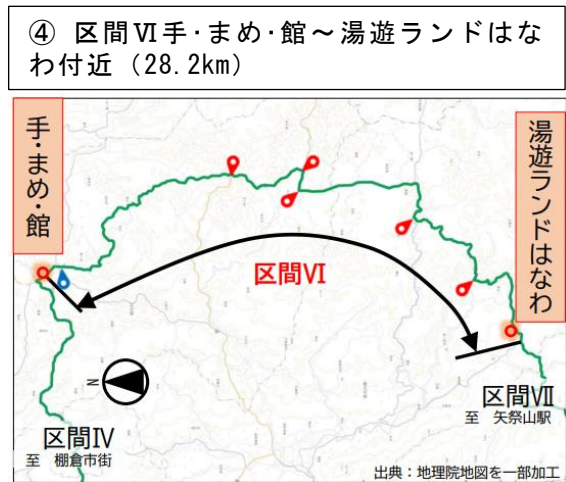 ④ 区間Ⅵ手・まめ・館～湯遊ランドはな
わ付近（28.2km）
手・まめ・館
湯遊ランドはなわ
区間Ⅵ
N
区間Ⅳ
至 棚倉市街
区間Ⅶ
至 矢祭山駅
出典：地理院地図を一部加工